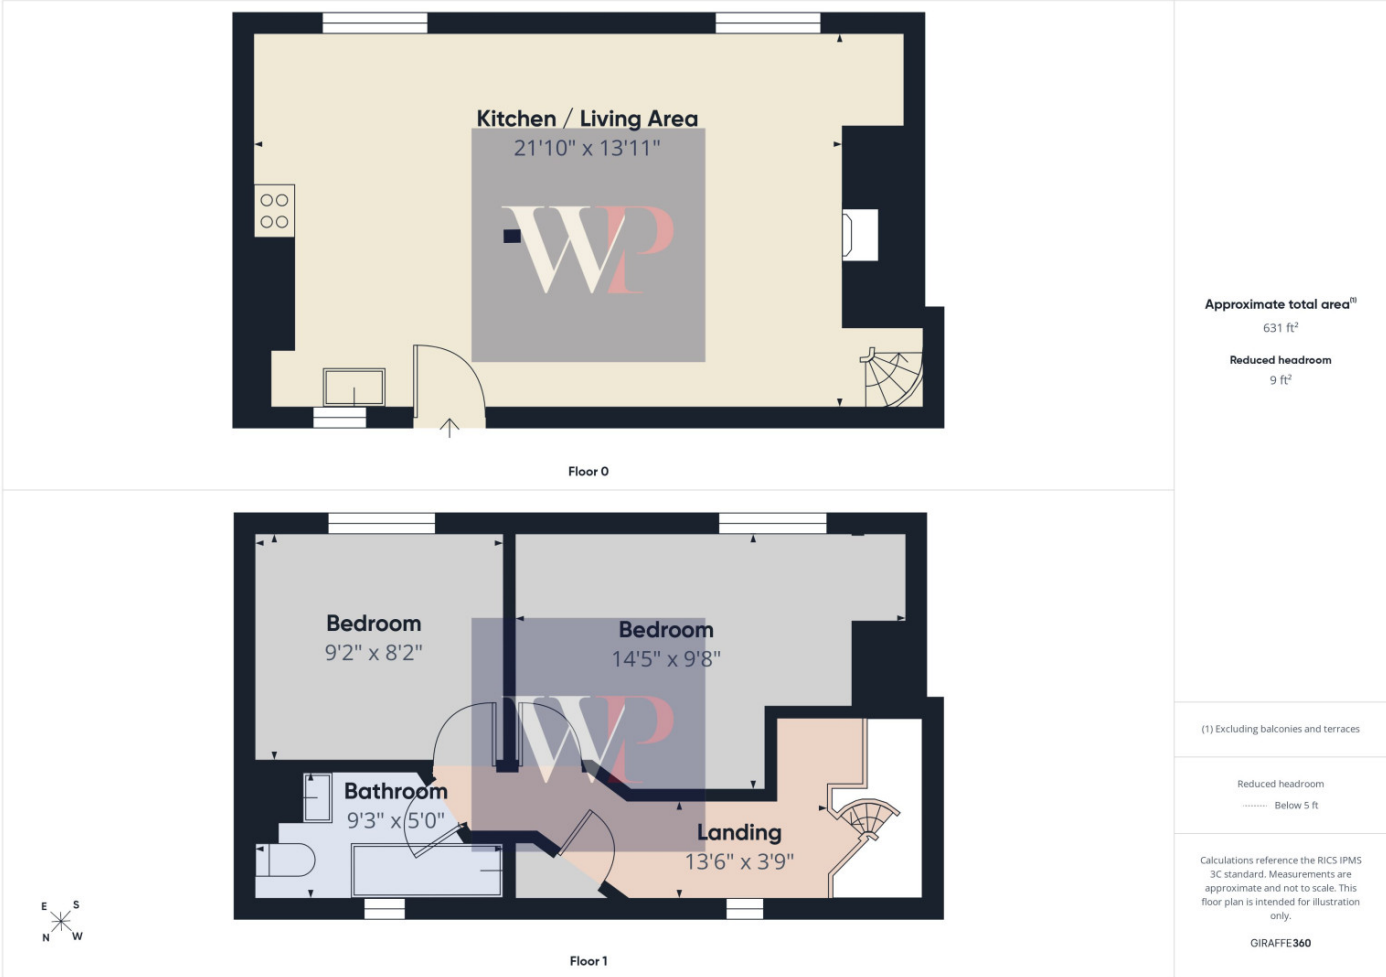 Kitchen / Living Area
21'10" x 13'11"
WP
Floor 0
Approximate total area(1)
631 ft²
Reduced headroom
9 ft²
Bedroom
9'2" x 8'2"
Bedroom
14'5" x 9'8"
WP
Bathroom
9'3" x 5'0"
Landing
13'6" x 3'9"
E S
N W
Floor 1
(1) Excluding balconies and terraces
Reduced headroom
Below 5 ft
Calculations reference the RICS IPMS
3C standard. Measurements are
approximate and not to scale. This
floor plan is intended for illustration
only.
GIRAFFE360